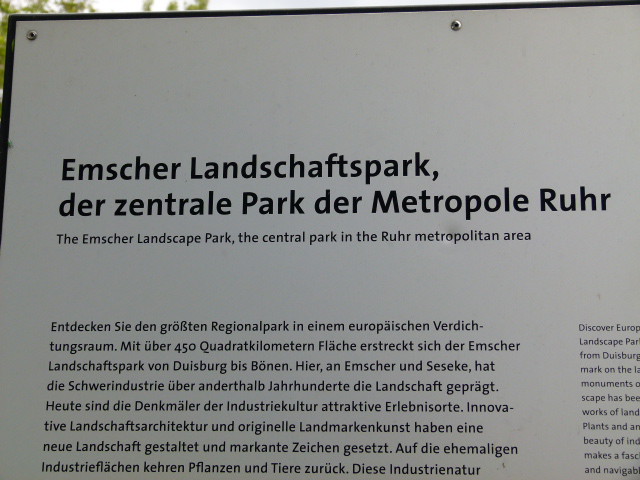 Emscher Landschaftspark,
der zentrale Park der Metropole Ruhr
The Emscher Landscape Park, the central park in the Ruhr metropolitan area
Entdecken Sie den größten Regionalpark in einem europäischen Verdich-
tungsraum. Mit über 450 Quadratkilometern Fläche erstreckt sich der Emscher
Landschaftspark von Duisburg bis Bönen. Hier, an Emscher und Seseke, hat
die Schwerindustrie über anderthalb Jahrhunderte die Landschaft geprägt.
Heute sind die Denkmäler der Industriekultur attraktive Erlebnisorte. Innova-
tive Landschaftsarchitektur und originelle Landmarkenkunst haben eine
neue Landschaft gestaltet und markante Zeichen gesetzt. Auf die ehemaligen
Industrieflächen kehren Pflanzen und Tiere zurück. Diese Industrienatur
Discover Europ
Landscape Par
from Duisburg
mark on the la
monuments o
scape has bee
works of land
Plants and an
beauty of ind
makes a fasc
and navigabl